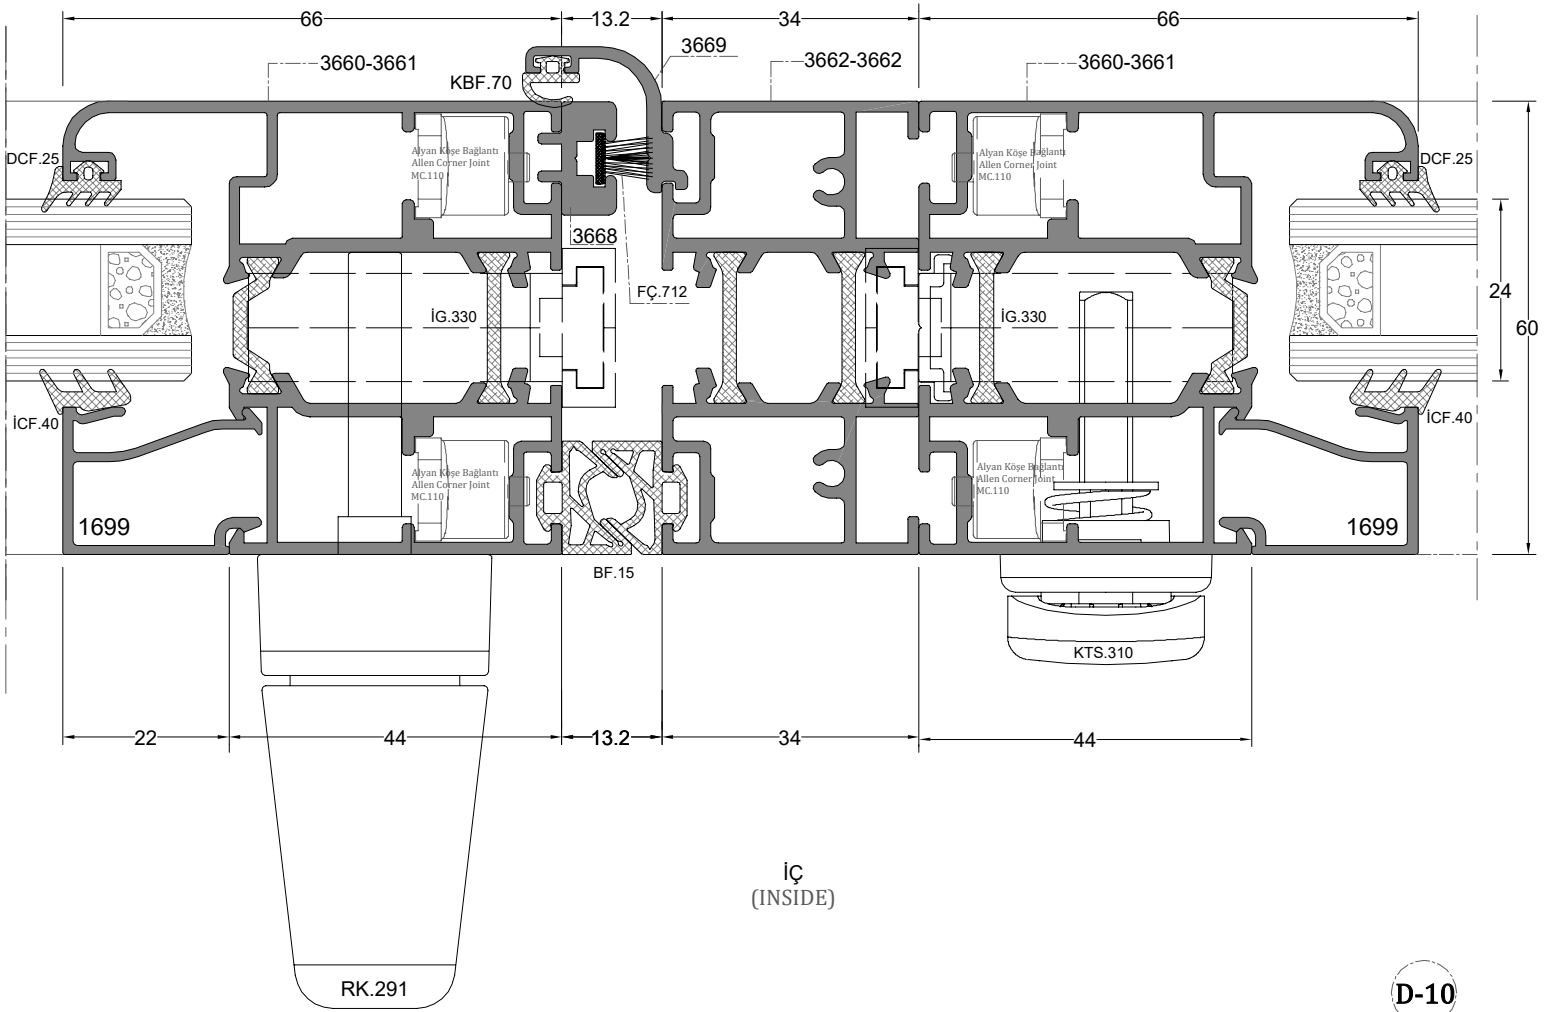 66
13.2
34
66
3660-3661
3669
3662-3662
3660-3661
KBF.70
DCF.25
Alyan Köşe Bağlantı
Allen Corner Joint
MC.110
Alyan Köşe Bağlantı
Allen Corner Joint
MC.110
DCF.25
3668
FÇ.712
24
İG.330
İG.330
60
İCF.40
İCF.40
Alyan Köşe Bağlantı
Allen Corner Joint
MC.110
Alyan Köşe Bağlantı
Allen Corner Joint
MC.110
1699
1699
BF.15
KTS.310
22
44
13.2
34
44
İÇ
(INSIDE)
RK.291
D-10